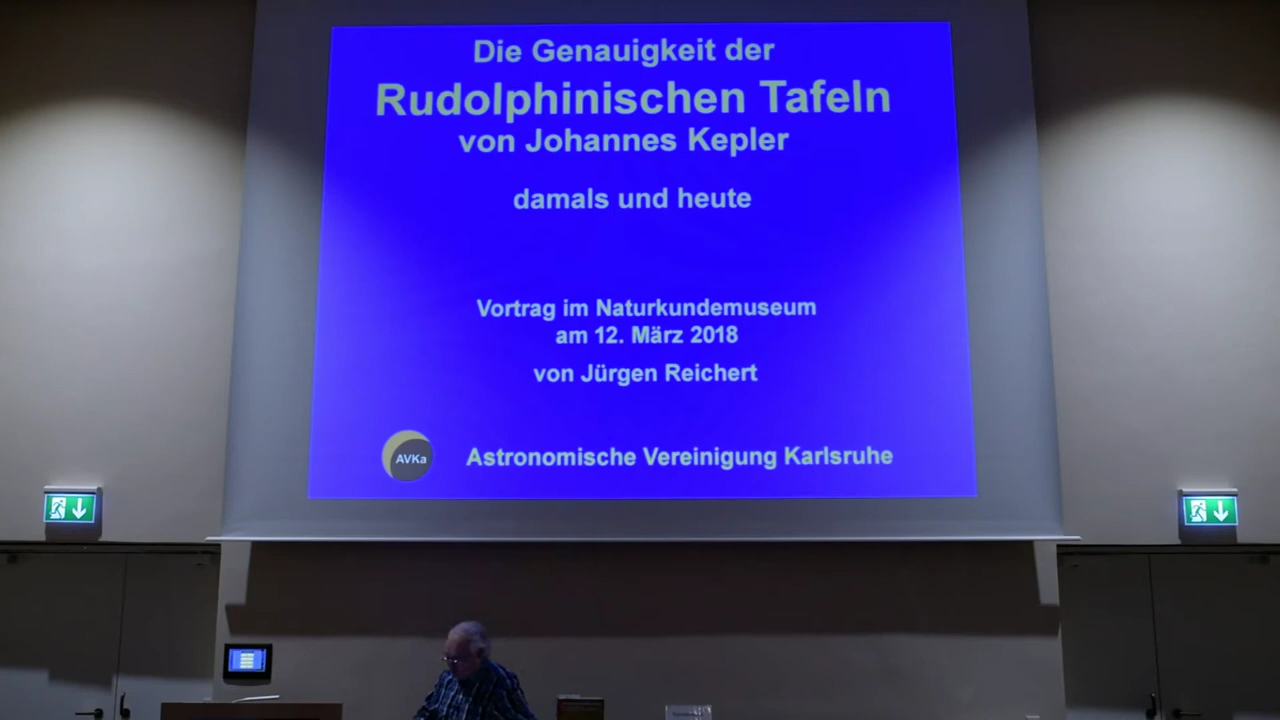 Die Genauigkeit der
Rudolphinischen Tafeln
von Johannes Kepler
damals und heute
Vortrag im Naturkundemuseum
am 12. März 2018
von Jürgen Reichert
AVKa
Astronomische Vereinigung Karlsruhe